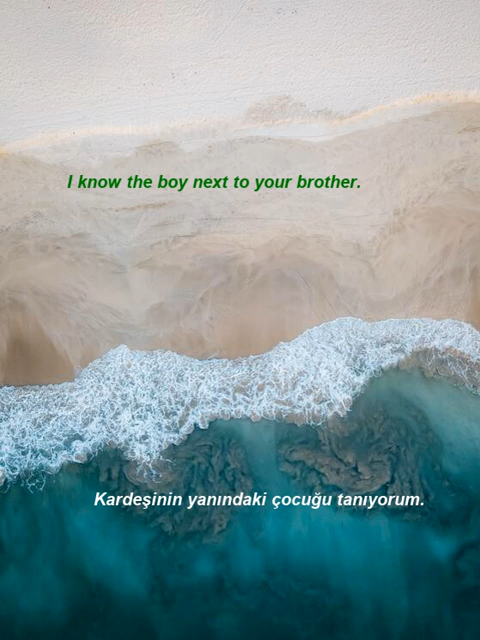 I know the boy next to your brother.
Kardeşinin yanındaki çocuğu tanıyorum.